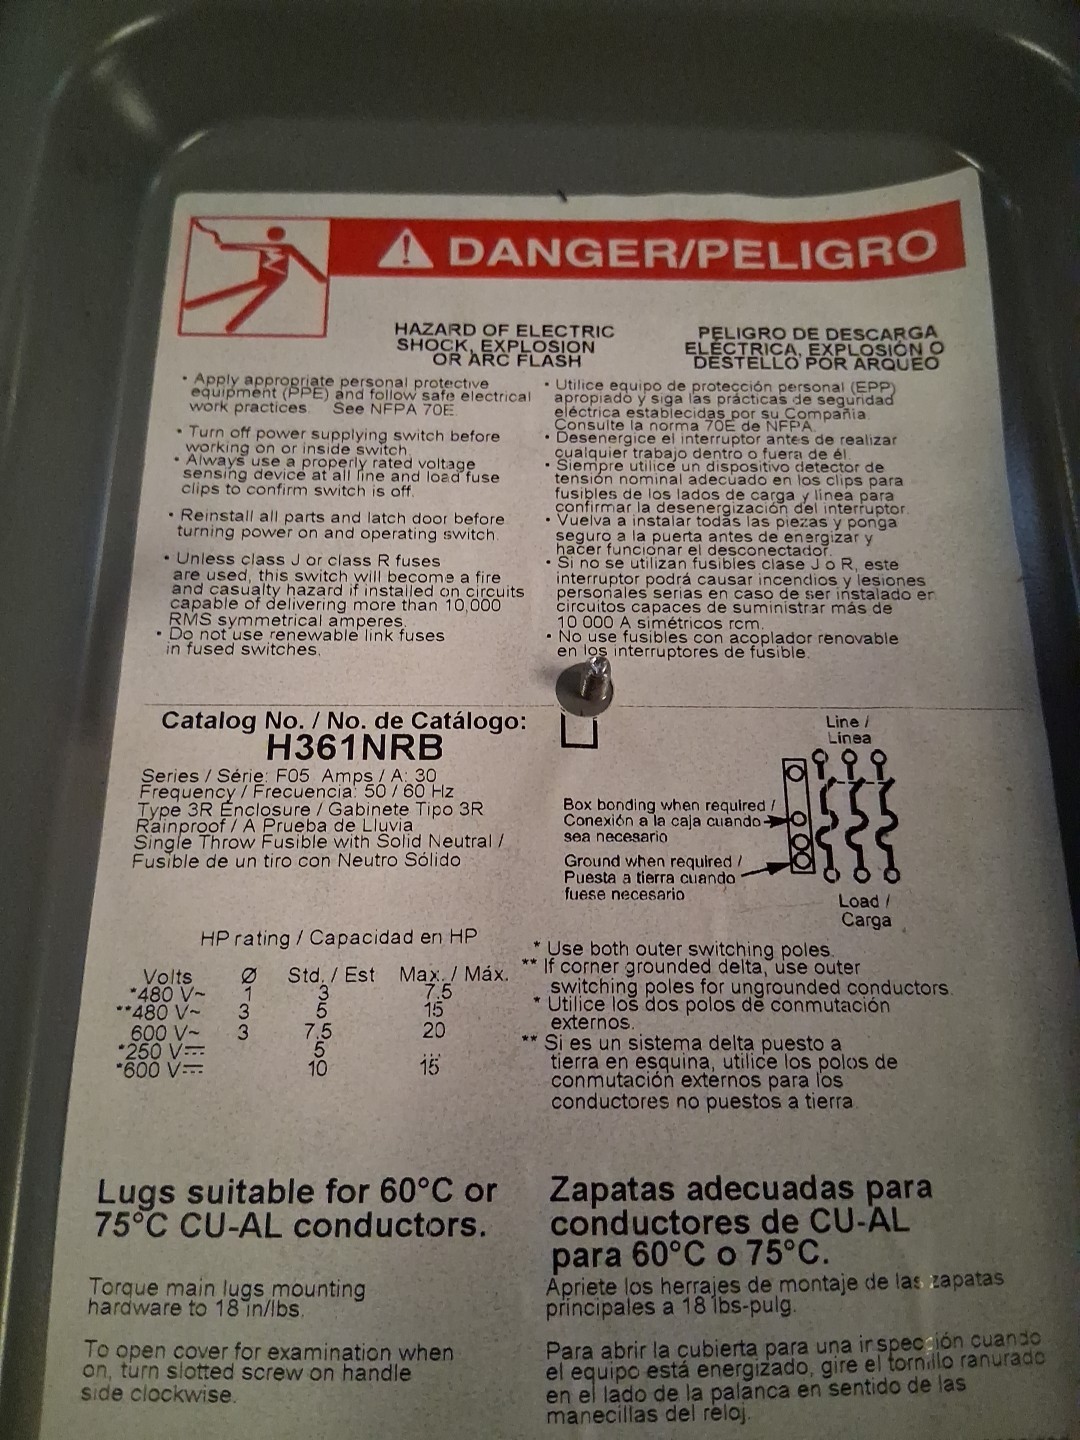 DANGER/PELIGRO
HAZARD OF ELECTRIC
SHOCK, EXPLOSION
OR ARC FLASH
• Apply appropriate personal protective
equipment (PPE) and follow safe electrical
work practices. See NFPA 70E.
• Turn off power supplying switch before
working on or inside switch
• Always use a properly rated voltage
sensing device at all line and load fuse
clips to confirm switch is off.
• Reinstall all parts and latch door before
turning power on and operating switch.
• Unless class J or class R fuses
are used, this switch will become a fire
and casualty hazard if installed on circuits
capable of delivering more than 10,000
RMS symmetrical amperes.
• Do not use renewable link fuses
in fused switches.
PELIGRO DE DESCARGA
ELÉCTRICA, EXPLOSIÓN O
DESTELLO POR ARQUEO
• Utilice equipo de protección personal (EPP)
apropiado y siga las prácticas de seguridad
eléctrica establecidas por su Compañia.
Consulte la norma 70E de NFPA.
• Desenergice el interruptor antes de realizar
cualquier trabajo dentro o fuera de él.
• Siempre utilice un dispositivo detector de
tensión nominal adecuado en los clips para
fusibles de los lados de carga y línea para
confirmar la desenergización del interruptor.
• Vuelva a instalar todas las piezas y ponga
seguro a la puerta antes de energizar y
hacer funcionar el desconectador.
• Si no se utilizan fusibles clase J o R, este
interruptor podrá causar incendios y lesiones
personales serias en caso de ser instalado en
circuitos capaces de suministrar más de
10 000 A simétricos rcm.
• No use fusibles con acoplador renovable
en los interruptores de fusible.
Catalog No. / No. de Catálogo:
H361NRB
Series / Série: F05 Amps / A: 30
Frequency / Frecuencia: 50 / 60 Hz
Type 3R Enclosure / Gabinete Tipo 3R
Rainproof / A Prueba de Lluvia
Single Throw Fusible with Solid Neutral /
Fusible de un tiro con Neutro Sólido
Line /
Línea
Box bonding when required /
Conexión a la caja cuando
sea necesario
Ground when required /
Puesta a tierra cuando
fuese necesario
Load /
Carga
HP rating / Capacidad en HP
Volts Ø Std. / Est Max. / Máx.
*480 V~ 1 3 7.5
**480 V~ 3 5 15
600 V~ 3 7.5 20
*250 V⎓ 5 ...
*600 V⎓ 10 15
* Use both outer switching poles.
** If corner grounded delta, use outer
switching poles for ungrounded conductors.
* Utilice los dos polos de conmutación
externos.
** Si es un sistema delta puesto a
tierra en esquina, utilice los polos de
conmutación externos para los
conductores no puestos a tierra.
Lugs suitable for 60°C or
75°C CU-AL conductors.
Torque main lugs mounting
hardware to 18 in/lbs.
To open cover for examination when
on, turn slotted screw on handle
side clockwise.
Zapatas adecuadas para
conductores de CU-AL
para 60°C o 75°C.
Apriete los herrajes de montaje de las zapatas
principales a 18 lbs-pulg.
Para abrir la cubierta para una inspección cuando
el equipo está energizado, gire el tornillo ranurado
en el lado de la palanca en sentido de las
manecillas del reloj.